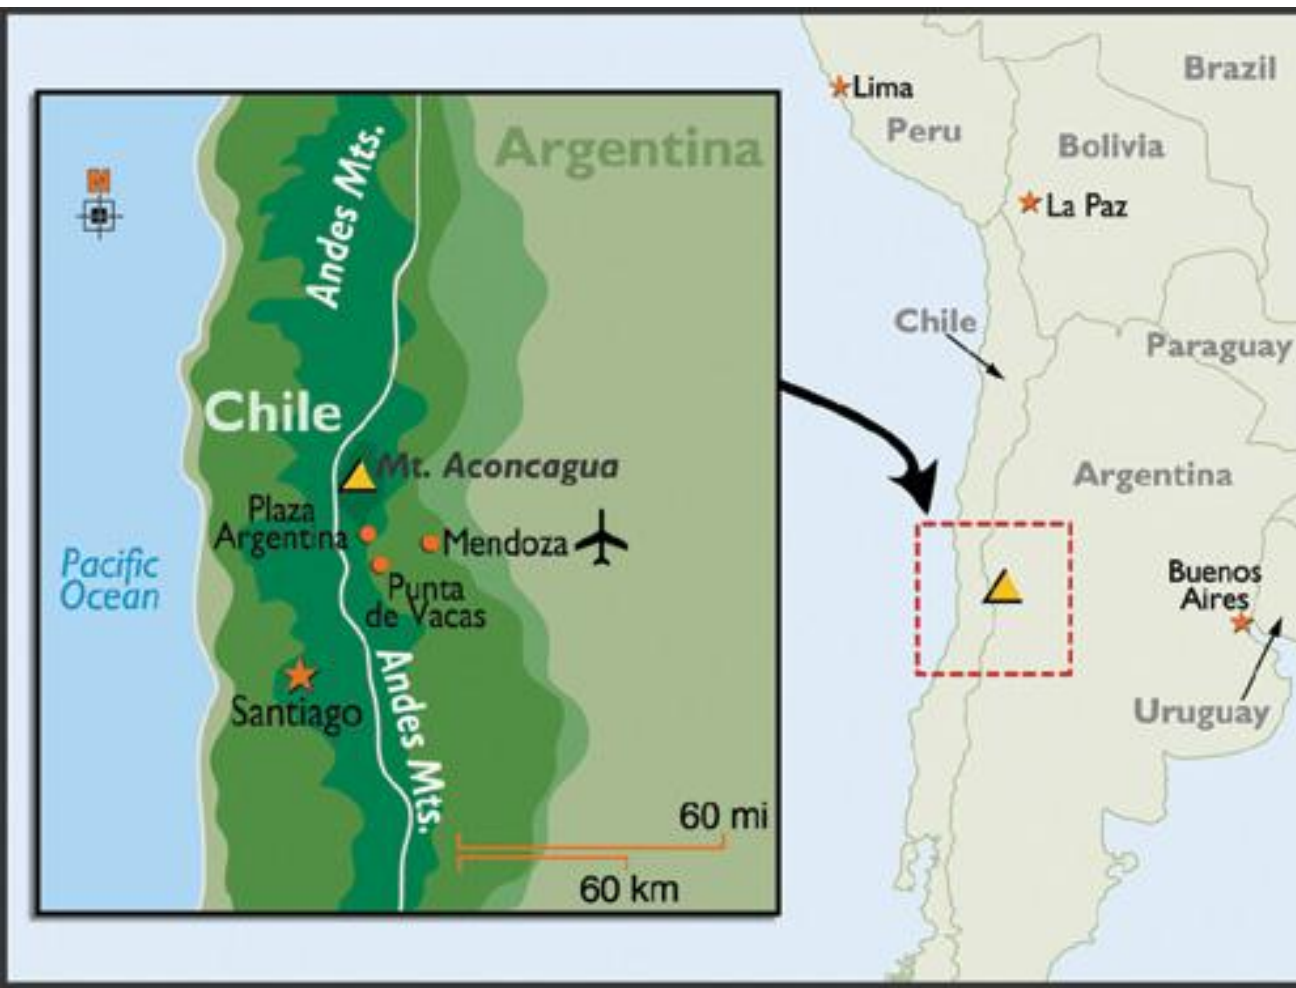 Brazil
Lima
Peru
Bolivia
La Paz
Chile
Paraguay
Argentina
Buenos
Aires
Uruguay
Argentina
N
Andes Mts.
Chile
Mt. Aconcagua
Plaza
Argentina
Mendoza
Punta
de Vacas
Pacific
Ocean
Santiago
Andes Mts.
60 mi
60 km